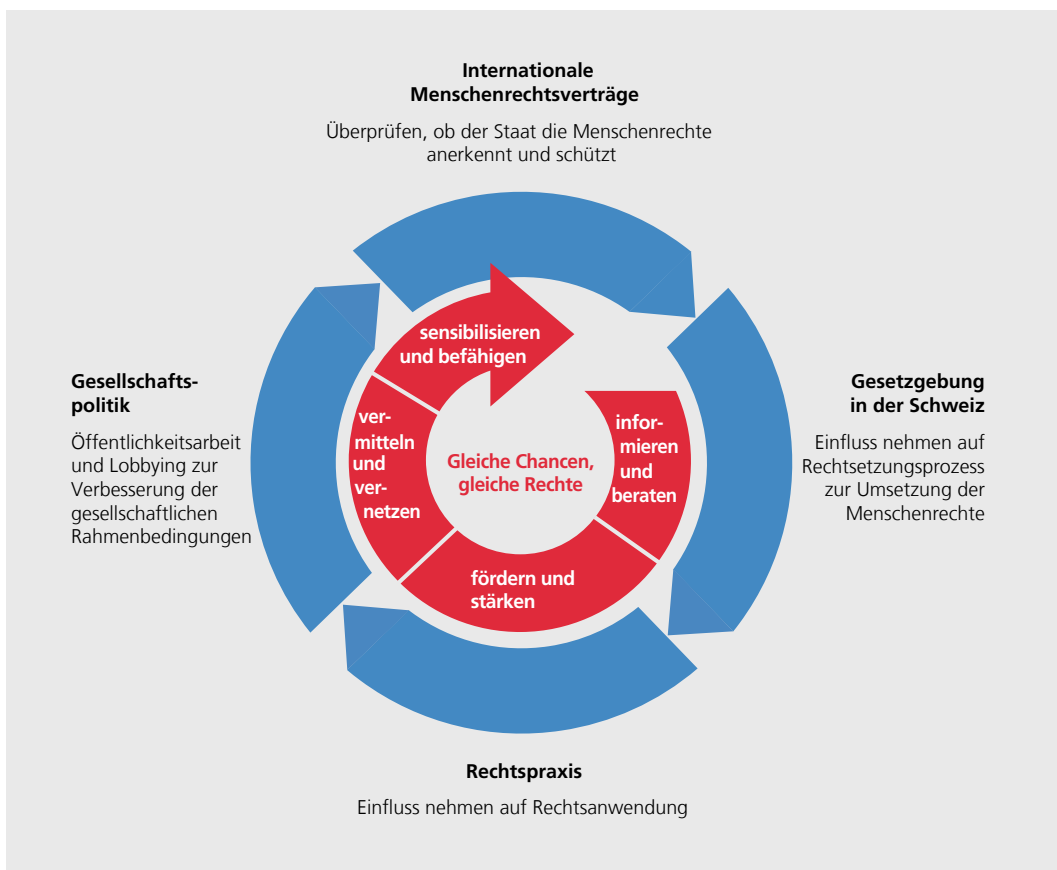 Internationale
Menschenrechtsverträge
Überprüfen, ob der Staat die Menschenrechte
anerkennt und schützt
Gesetzgebung
in der Schweiz
Einfluss nehmen auf
Rechtsetzungsprozess
zur Umsetzung der
Menschenrechte
Rechtspraxis
Einfluss nehmen auf Rechtsanwendung
Gesellschafts-
politik
Öffentlichkeitsarbeit
und Lobbying zur
Verbesserung der
gesellschaftlichen
Rahmenbedingungen
infor-
mieren und
beraten
fördern und
stärken
ver-
mitteln
und
ver-
netzen
sensibilisieren
und befähigen
Gleiche Chancen,
gleiche Rechte